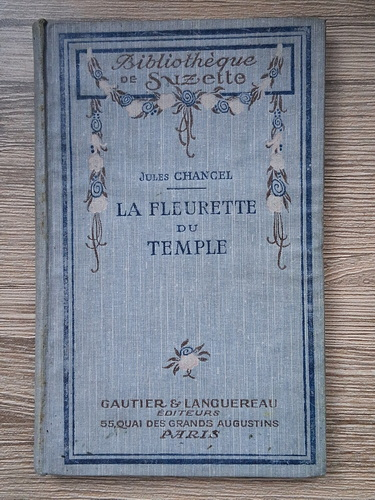 Bibliothèque
DE Suzette
JULES CHANCEL
LA FLEURETTE
DU
TEMPLE
GAUTIER & LANGUEREAU
ÉDITEURS
55, QUAI DES GRANDS AUGUSTINS
PARIS